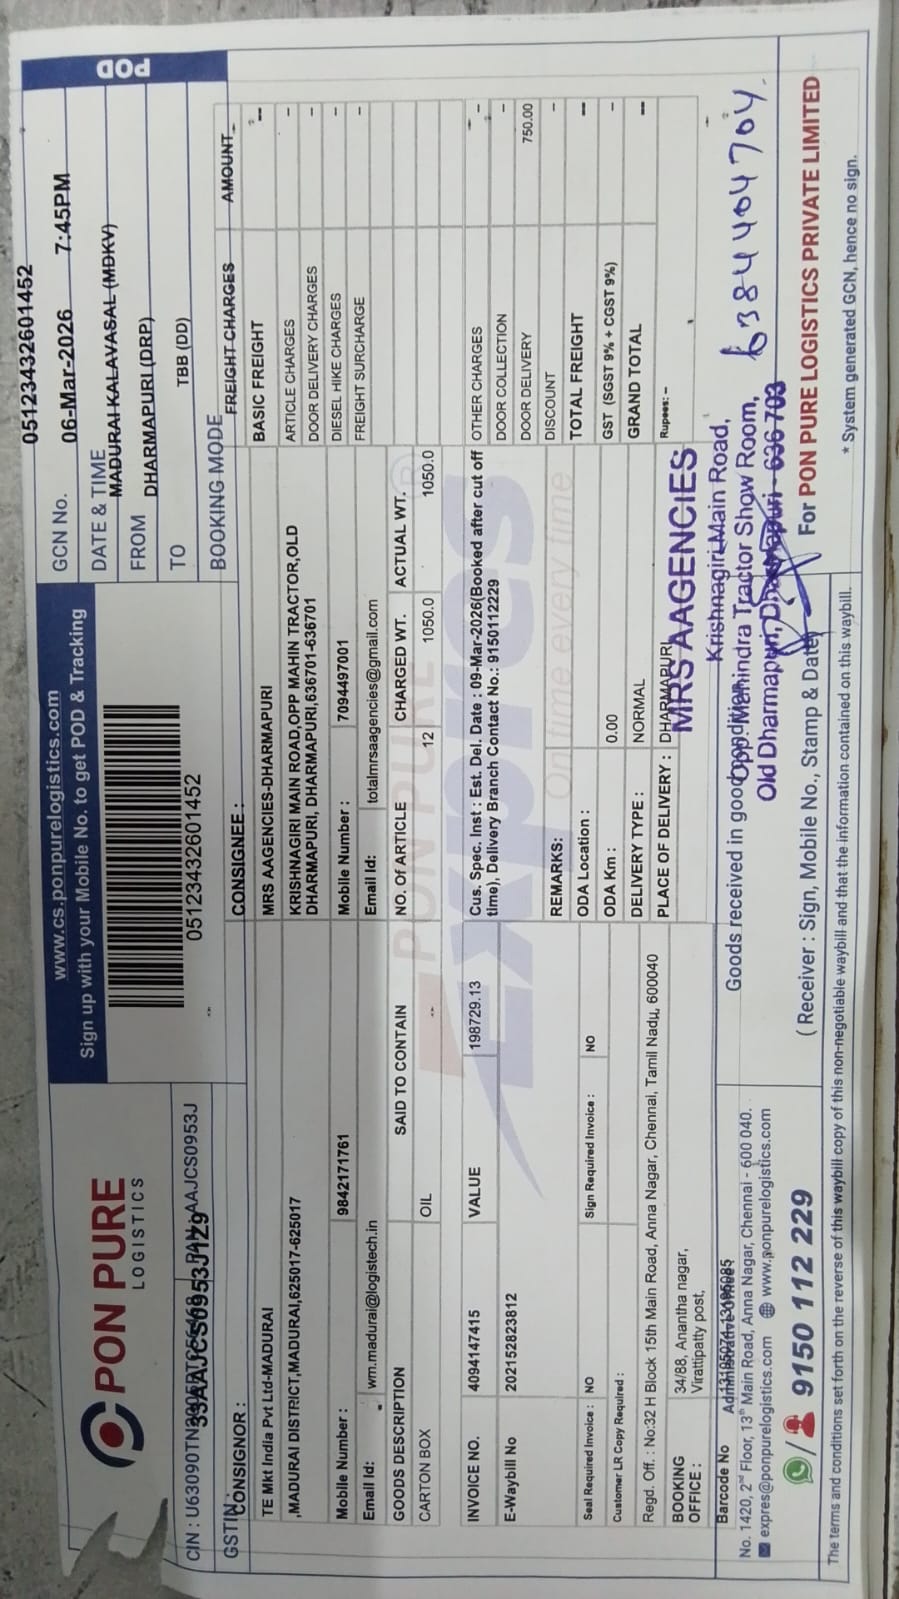 PON PURE
LOGISTICS
www.cs.ponpurelogistics.com
Sign up with your Mobile No. to get POD & Tracking
05123432601452
05123432601452
POD
GCN No.
DATE & TIME 06-Mar-2026 7:45PM
FROM MADURAI KALAVASAL (MDKV)
TO DHARMAPURI (DRP)
BOOKING MODE TBB (DD)
CIN : PAN : AAJCS0953J
GSTIN : 33AAJCS0953J1Z9
CONSIGNOR :
TE Mkt India Pvt Ltd-MADURAI
,MADURAI DISTRICT,MADURAI,625017-625017
Mobile Number : 9842171761
Email Id: wm.madurai@logistech.in
CONSIGNEE :
MRS AAGENCIES-DHARMAPURI
KRISHNAGIRI MAIN ROAD,OPP MAHIN TRACTOR,OLD
DHARMAPURI, DHARMAPURI,636701-636701
Mobile Number : 7094497001
Email Id: totalmrsaagencies@gmail.com
GOODS DESCRIPTION SAID TO CONTAIN NO. Of ARTICLE CHARGED WT. ACTUAL WT.
CARTON BOX OIL -- 12 1050.0 1050.0
INVOICE NO. 4094147415 VALUE 198729.13
E-Waybill No 202152823812
Cus. Spec. Inst : Est. Del. Date : 09-Mar-2026(Booked after cut off
time), Delivery Branch Contact No.: 9150112229
REMARKS:
Seal Required Invoice : NO Sign Required Invoice : NO
ODA Location :
Customer LR Copy Required :
ODA Km : 0.00
DELIVERY TYPE : NORMAL
PLACE OF DELIVERY : DHARMAPURI
Regd. Off. : No:32 H Block 15th Main Road, Anna Nagar, Chennai, Tamil Nadu, 600040
BOOKING OFFICE : 34/88, Anantha nagar,
Virattipatty post,
FREIGHT CHARGES AMOUNT
BASIC FREIGHT --
ARTICLE CHARGES –
DOOR DELIVERY CHARGES –
DIESEL HIKE CHARGES –
FREIGHT SURCHARGE –
OTHER CHARGES –
DOOR COLLECTION –
DOOR DELIVERY 750.00
DISCOUNT –
TOTAL FREIGHT --
GST (SGST 9% + CGST 9%) –
GRAND TOTAL --
Rupees: –
Barcode No
Administrative Office :
No. 1420, 2nd Floor, 13th Main Road, Anna Nagar, Chennai - 600 040.
expres@ponpurelogistics.com www.ponpurelogistics.com
9150 112 229
Goods received in good condition
MRS AAGENCIES
Krishnagiri Main Road,
Opp. Mahindra Tractor Show Room,
Old Dharmapuri, Dharmapuri - 636 703
6384404704.
( Receiver : Sign, Mobile No., Stamp & Date)
For PON PURE LOGISTICS PRIVATE LIMITED
* System generated GCN, hence no sign.
The terms and conditions set forth on the reverse of this waybill copy of this non-negotiable waybill and that the information contained on this waybill.
PON PURE
Expres
On time every time